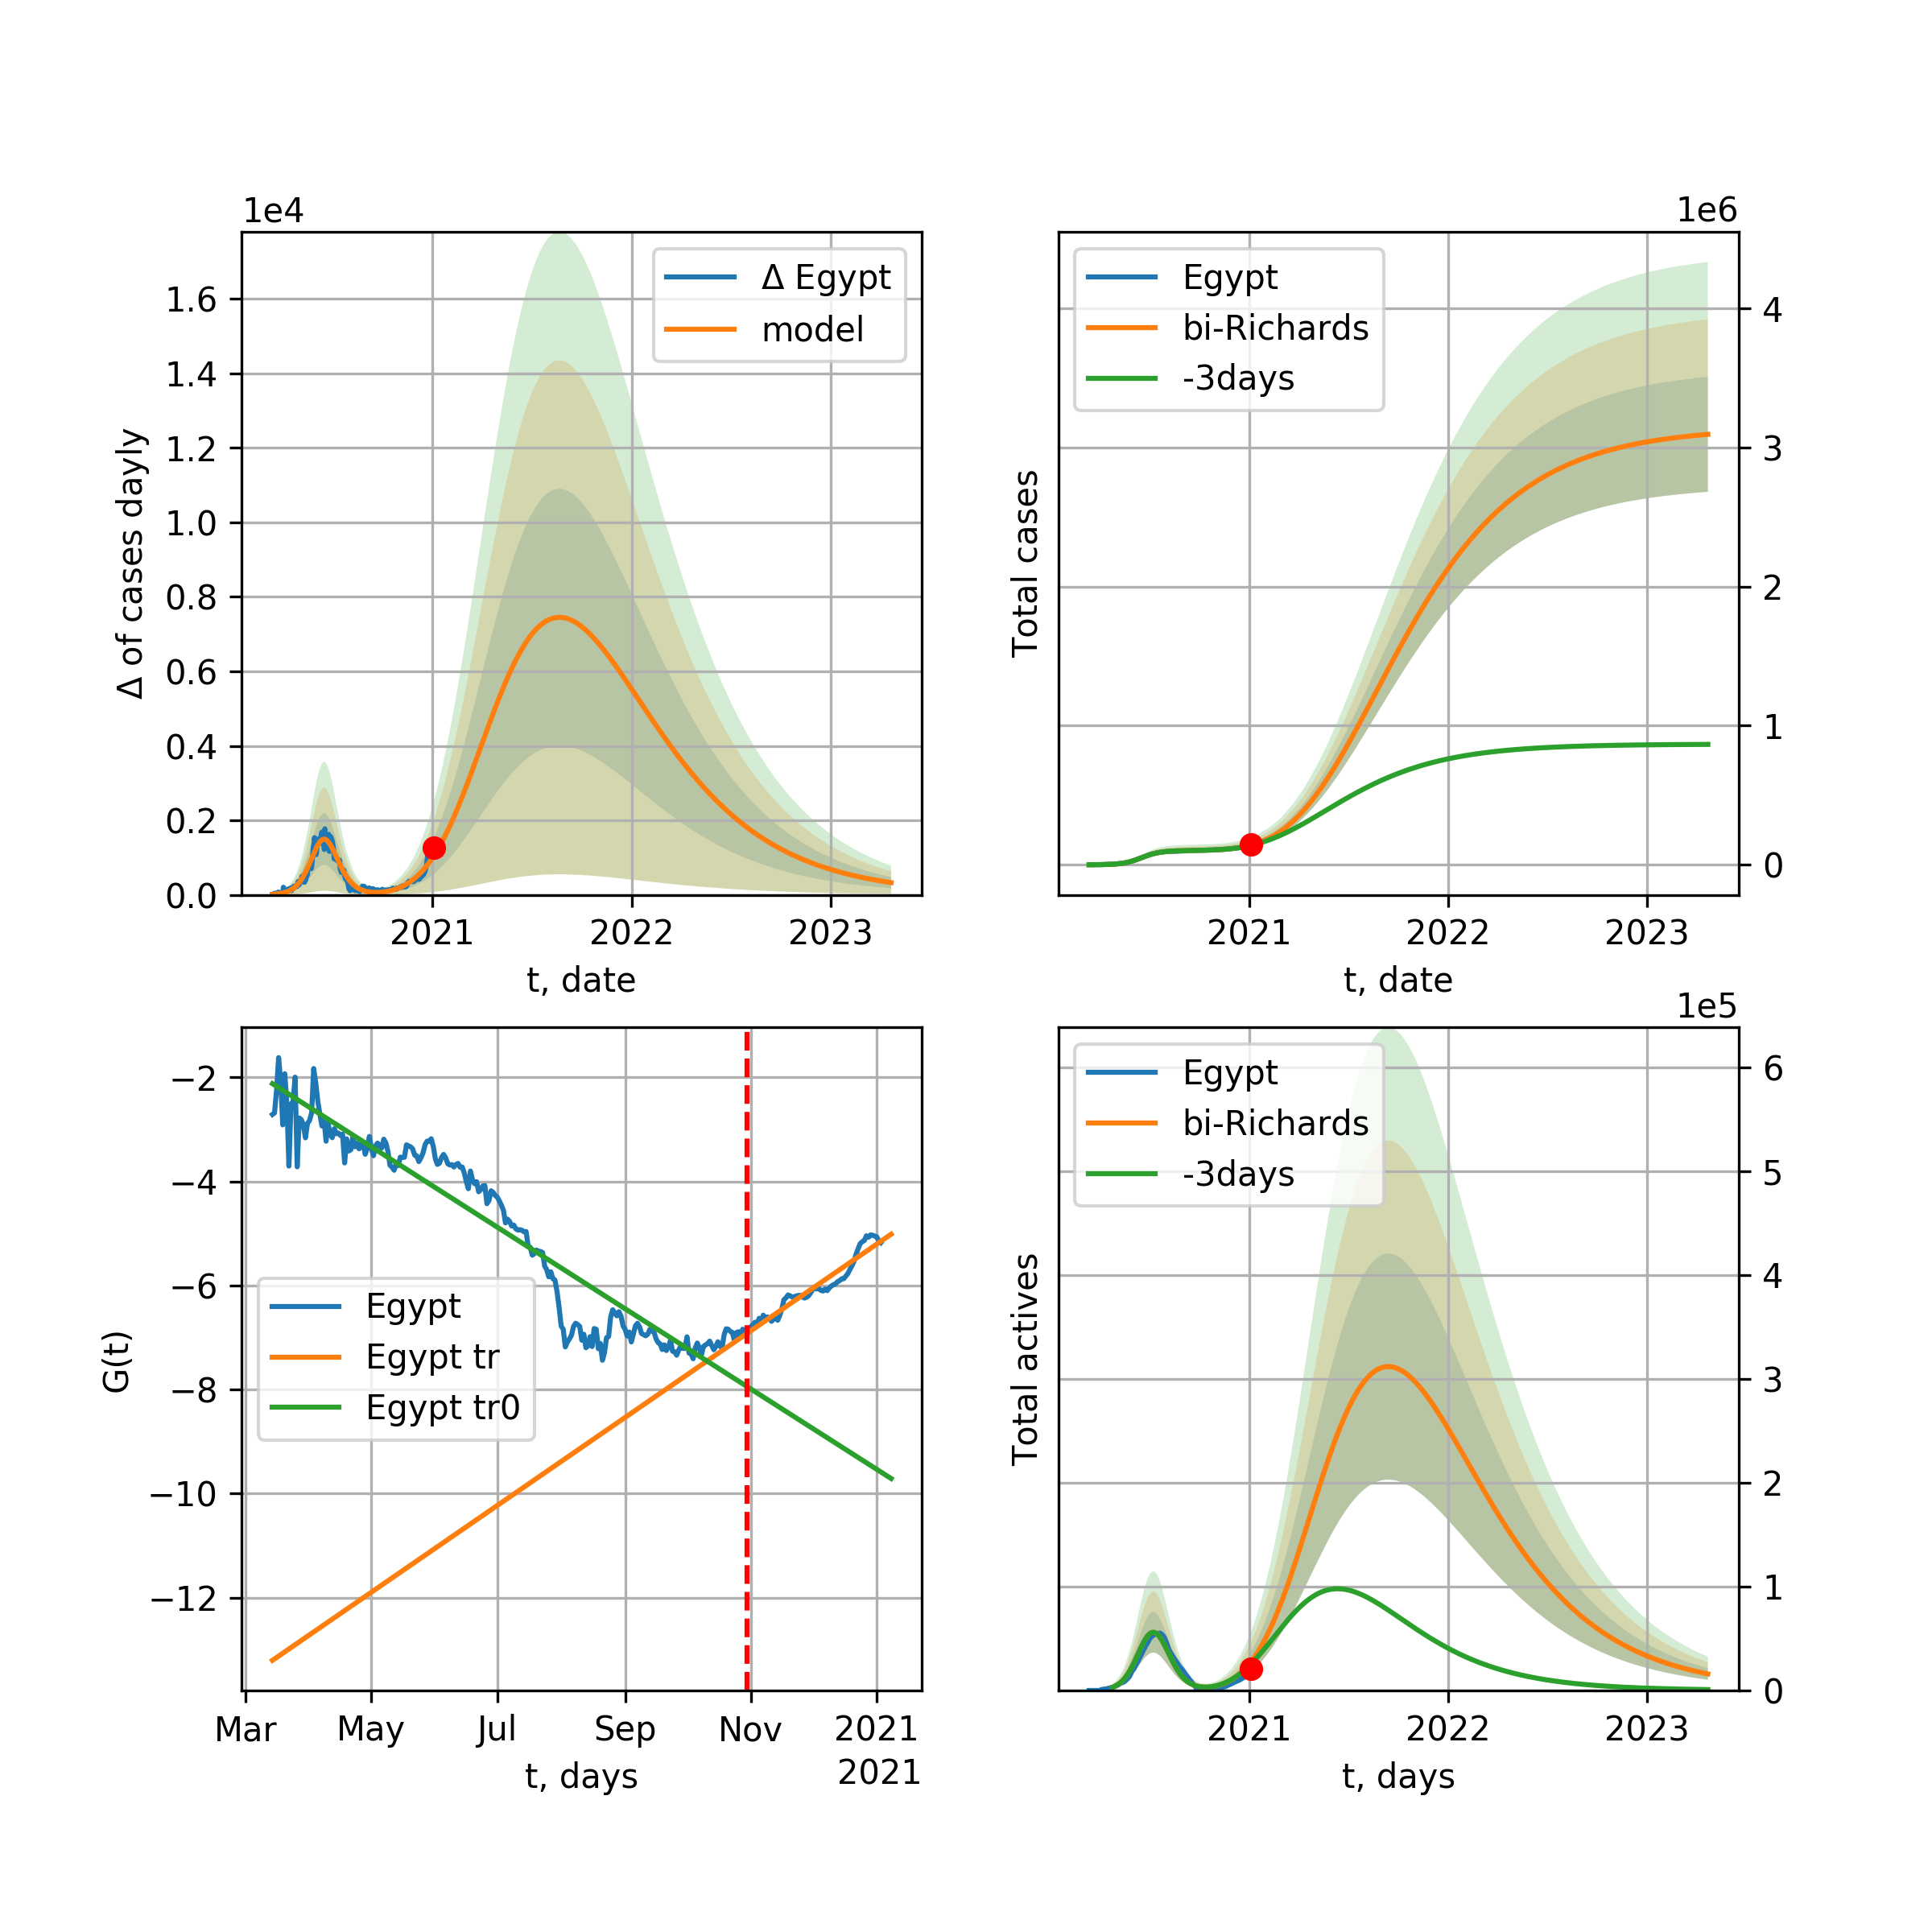 1e4
Δ of cases dayly
1.6
1.4
1.2
1.0
0.8
0.6
0.4
0.2
0.0
Δ Egypt
model
2021 2022 2023
t, date
1e6
Total cases
Egypt
bi-Richards
-3days
4
3
2
1
0
2021 2022 2023
t, date
G(t)
−2
−4
−6
−8
−10
−12
Egypt
Egypt tr
Egypt tr0
Mar May Jul Sep Nov 2021
2021
t, days
1e5
Total actives
Egypt
bi-Richards
-3days
6
5
4
3
2
1
0
2021 2022 2023
t, days